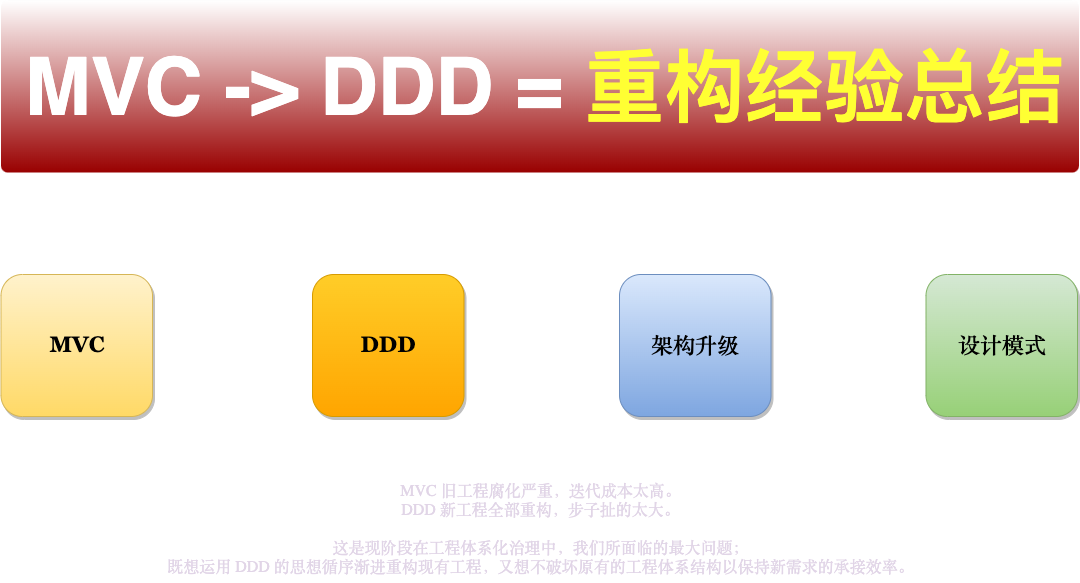 MVC -> DDD = 重构经验总结
MVC
DDD
架构升级
设计模式
MVC 旧工程腐化严重，迭代成本太高。
DDD 新工程全部重构，步子扯的太大。
这是现阶段在工程体系化治理中，我们所面临的最大问题；
既想运用 DDD 的思想循序渐进重构现有工程，又想不破坏原有的工程体系结构以保持新需求的承接效率。